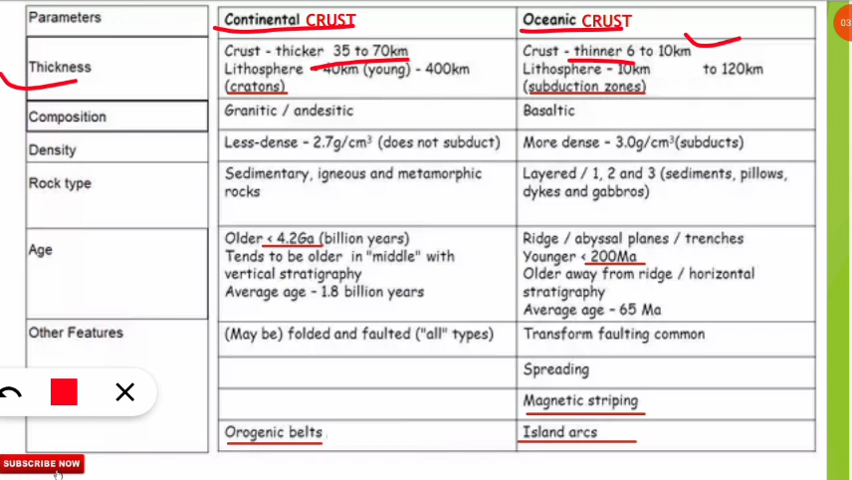 Parameters
Continental CRUST
Oceanic CRUST
03
Thickness
Crust - thicker 35 to 70km
Lithosphere - 40km (young) - 400km
(cratons)
Crust - thinner 6 to 10km
Lithosphere - 10km to 120km
(subduction zones)
Composition
Granitic / andesitic
Basaltic
Density
Less-dense - 2.7g/cm³ (does not subduct)
More dense - 3.0g/cm³(subducts)
Rock type
Sedimentary, igneous and metamorphic
rocks
Layered / 1, 2 and 3 (sediments, pillows,
dykes and gabbros)
Age
Older < 4.2Ga (billion years)
Tends to be older in "middle" with
vertical stratigraphy
Average age - 1.8 billion years
Ridge / abyssal planes / trenches
Younger < 200Ma
Older away from ridge / horizontal
stratigraphy
Average age - 65 Ma
Other Features
(May be) folded and faulted ("all" types)
Transform faulting common
Spreading
Magnetic striping
Orogenic belts
Island arcs
SUBSCRIBE NOW